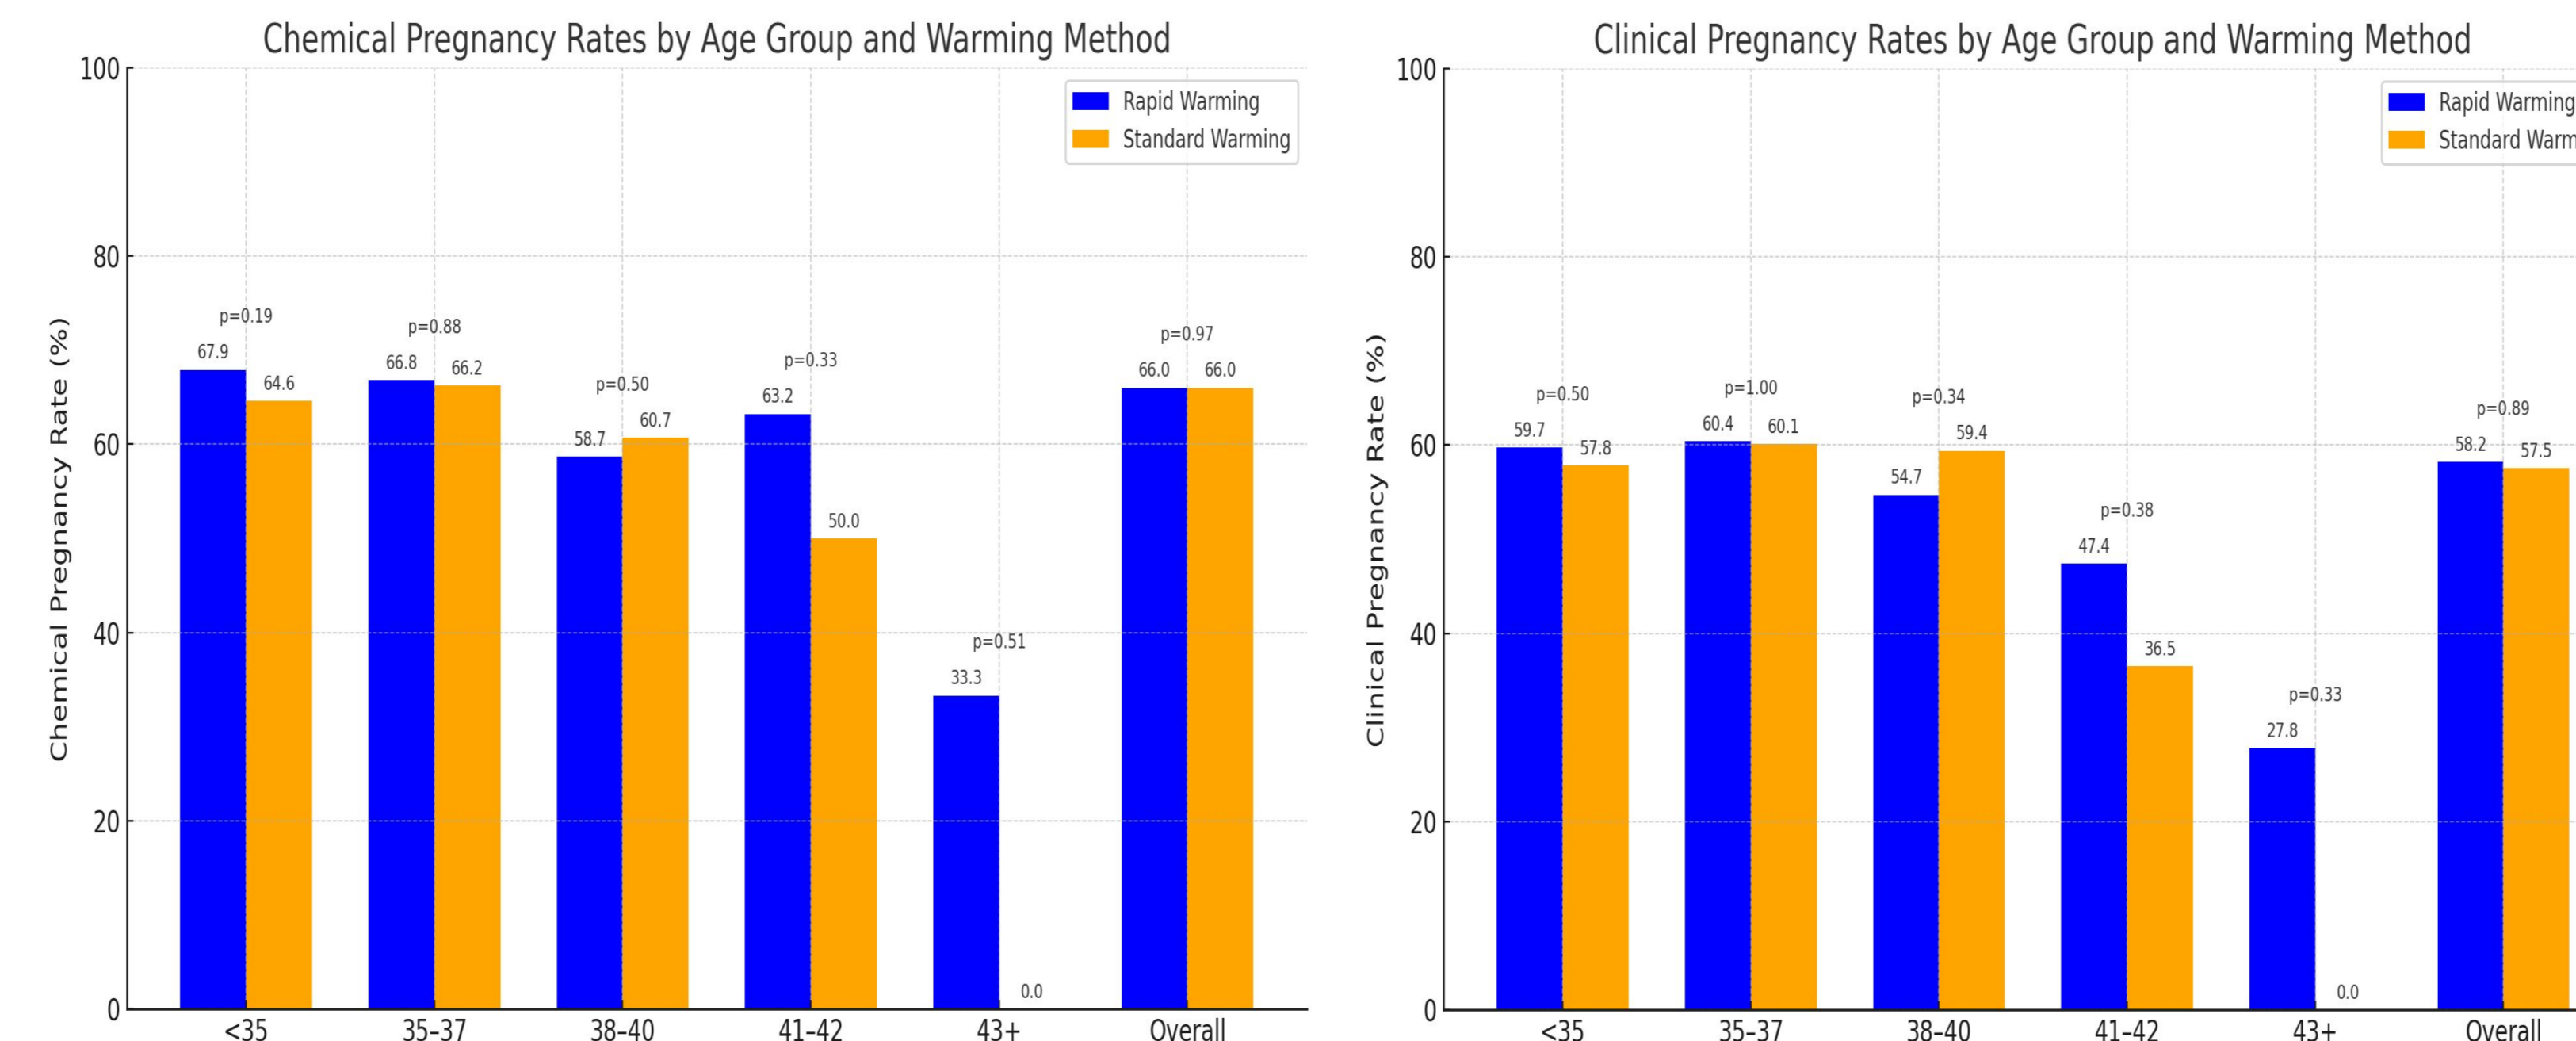 Chemical Pregnancy Rates by Age Group and Warming Method
Chemical Pregnancy Rate (%)
100
80
60
40
20
0
Rapid Warming
Standard Warming
p=0.19
67.9
64.6
p=0.88
66.8
66.2
p=0.50
58.7
60.7
p=0.33
63.2
50.0
p=0.51
33.3
0.0
p=0.97
66.0
66.0
<35
35–37
38–40
41–42
43+
Overall
Clinical Pregnancy Rates by Age Group and Warming Method
Clinical Pregnancy Rate (%)
100
80
60
40
20
0
Rapid Warming
Standard Warm
p=0.50
59.7
57.8
p=1.00
60.4
60.1
p=0.34
54.7
59.4
p=0.38
47.4
36.5
p=0.33
27.8
0.0
p=0.89
58.2
57.5
<35
35–37
38–40
41–42
43+
Overall